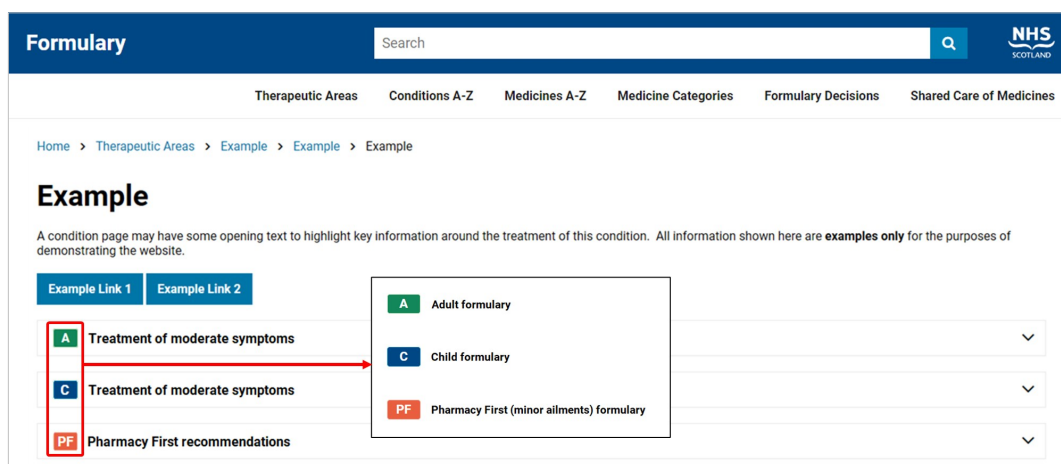 Formulary
Search
NHS
SCOTLAND
Therapeutic Areas Conditions A-Z Medicines A-Z Medicine Categories Formulary Decisions Shared Care of Medicines
Home > Therapeutic Areas > Example > Example > Example
Example
A condition page may have some opening text to highlight key information around the treatment of this condition. All information shown here are examples only for the purposes of
demonstrating the website.
Example Link 1 Example Link 2
A Adult formulary
A Treatment of moderate symptoms
C Child formulary
C Treatment of moderate symptoms
PF Pharmacy First (minor ailments) formulary
PF Pharmacy First recommendations